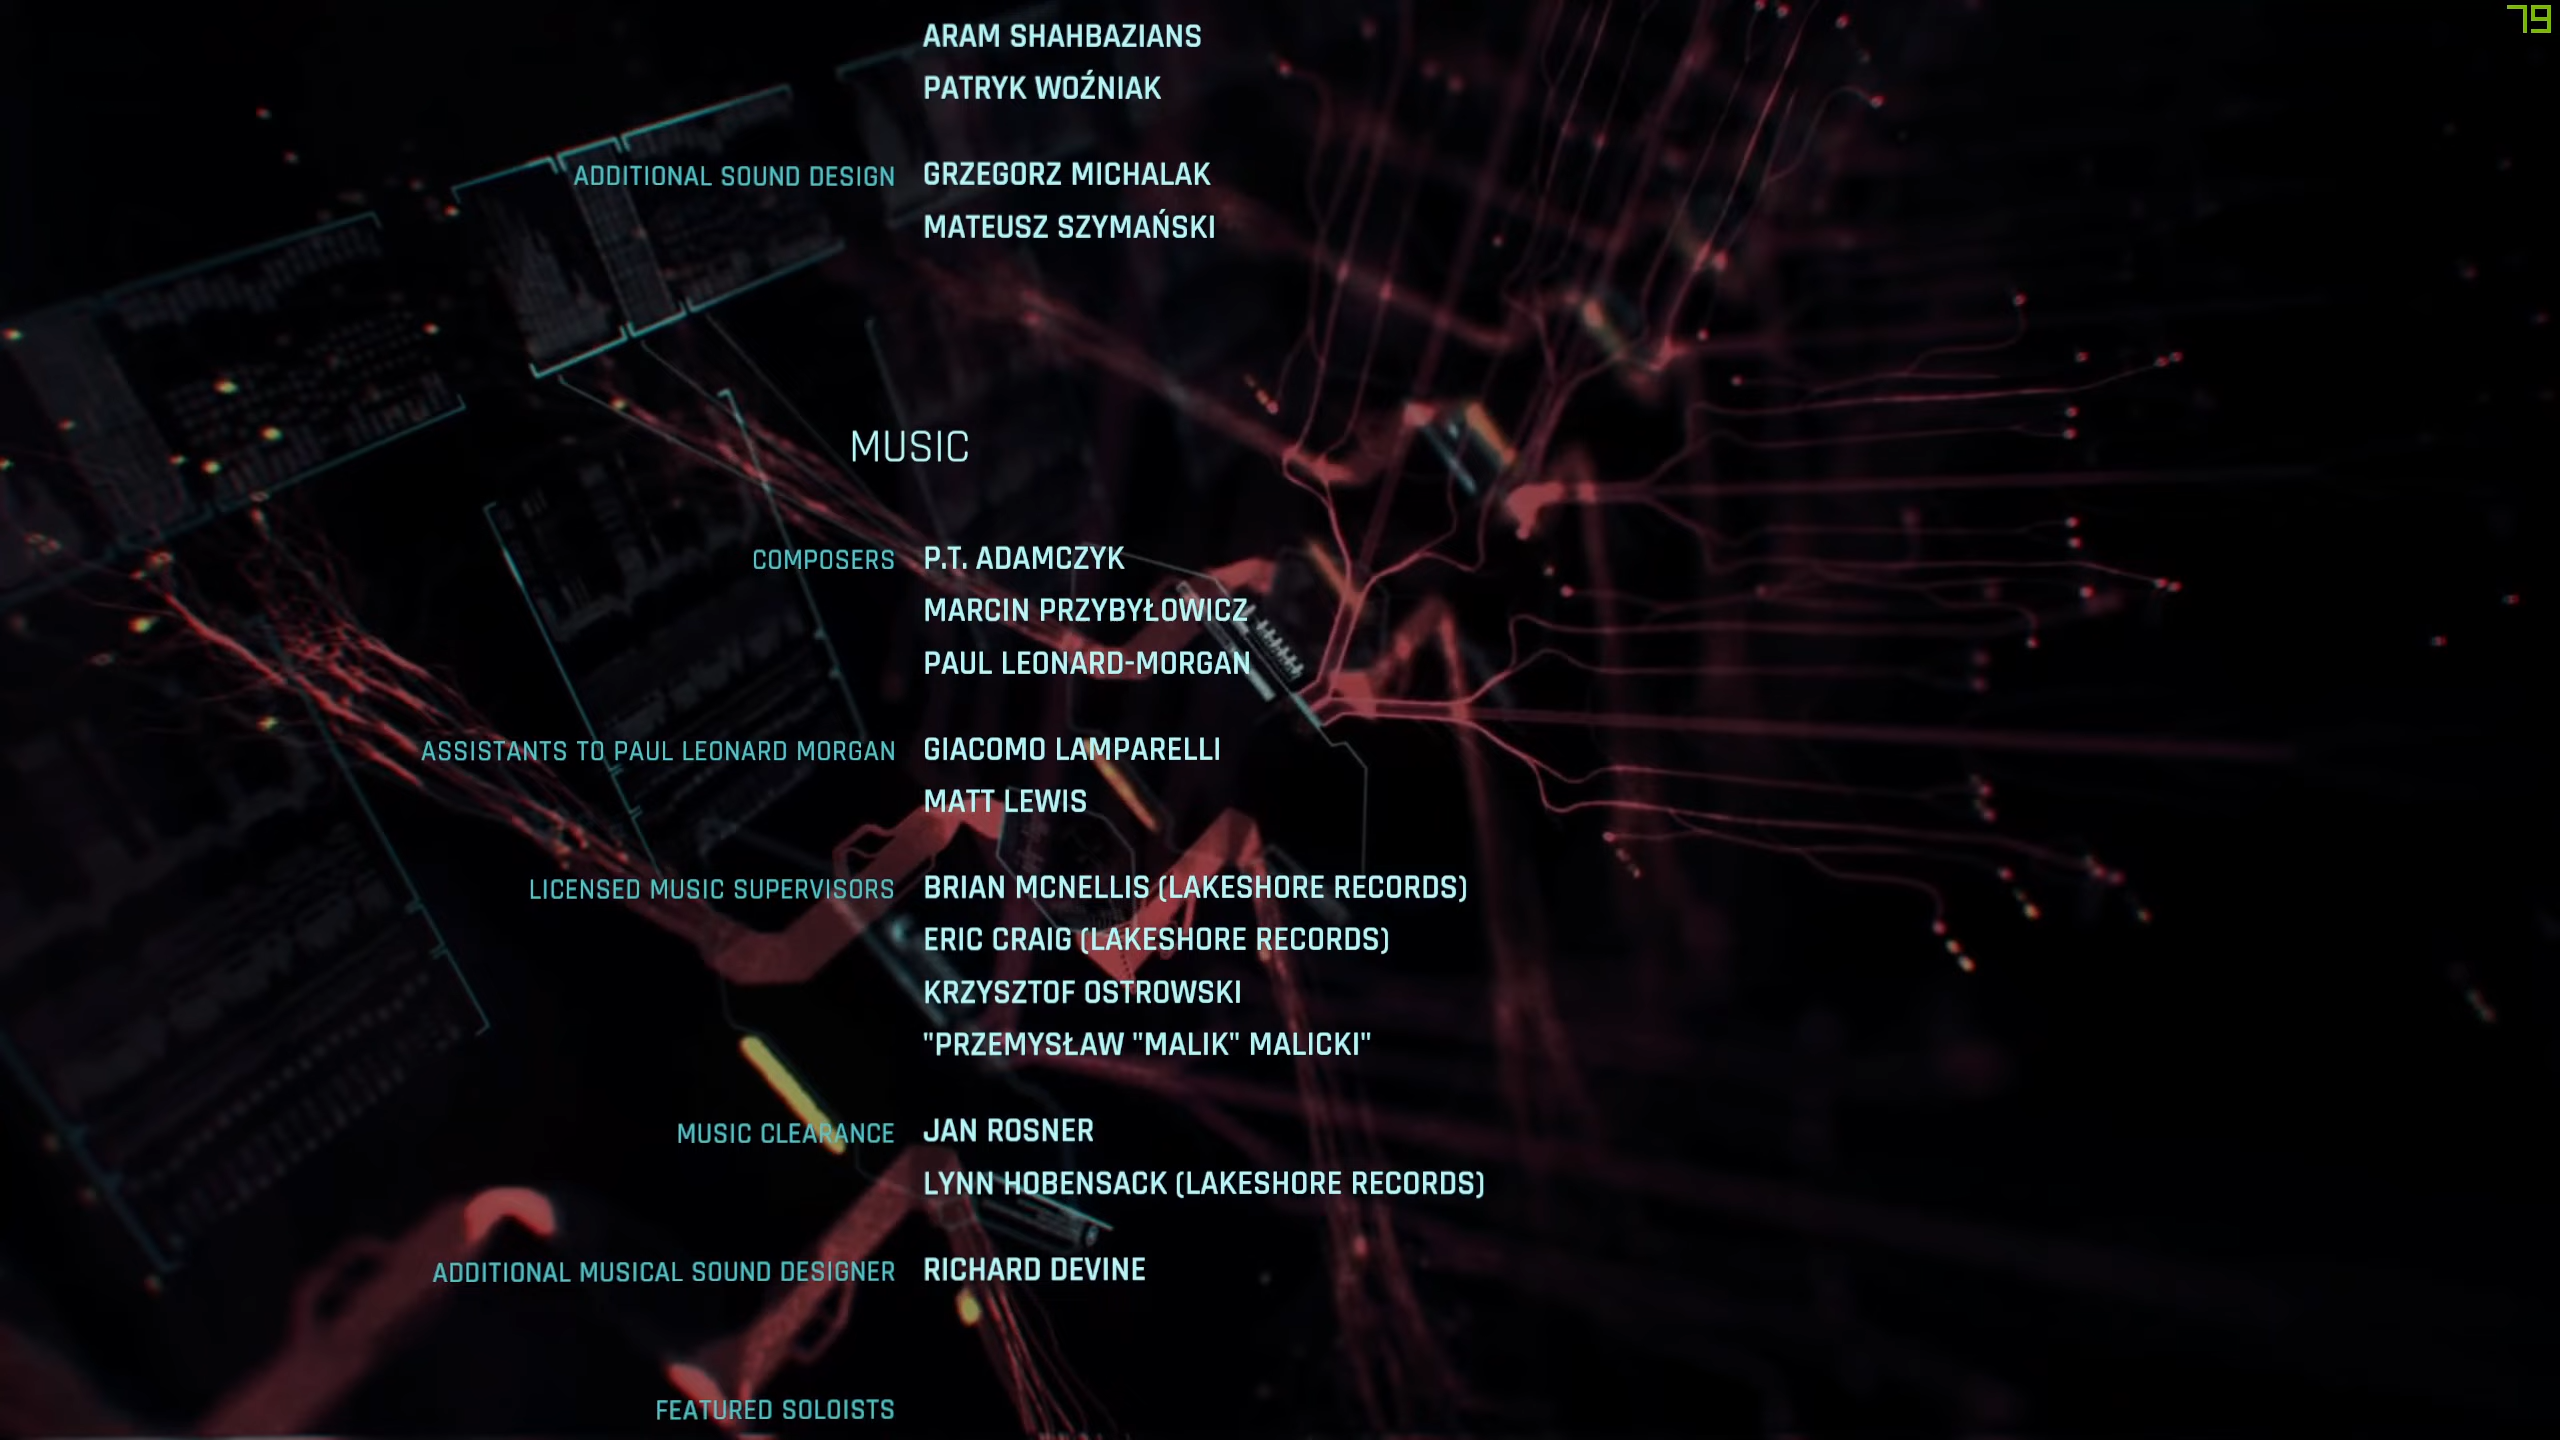 79
ARAM SHAHBAZIANS
PATRYK WOŹNIAK
ADDITIONAL SOUND DESIGN GRZEGORZ MICHALAK
MATEUSZ SZYMAŃSKI
MUSIC
COMPOSERS P.T. ADAMCZYK
MARCIN PRZYBYŁOWICZ
PAUL LEONARD-MORGAN
ASSISTANTS TO PAUL LEONARD MORGAN GIACOMO LAMPARELLI
MATT LEWIS
LICENSED MUSIC SUPERVISORS BRIAN MCNELLIS (LAKESHORE RECORDS)
ERIC CRAIG (LAKESHORE RECORDS)
KRZYSZTOF OSTROWSKI
"PRZEMYSŁAW "MALIK" MALICKI"
MUSIC CLEARANCE JAN ROSNER
LYNN HOBENSACK (LAKESHORE RECORDS)
ADDITIONAL MUSICAL SOUND DESIGNER RICHARD DEVINE
FEATURED SOLOISTS